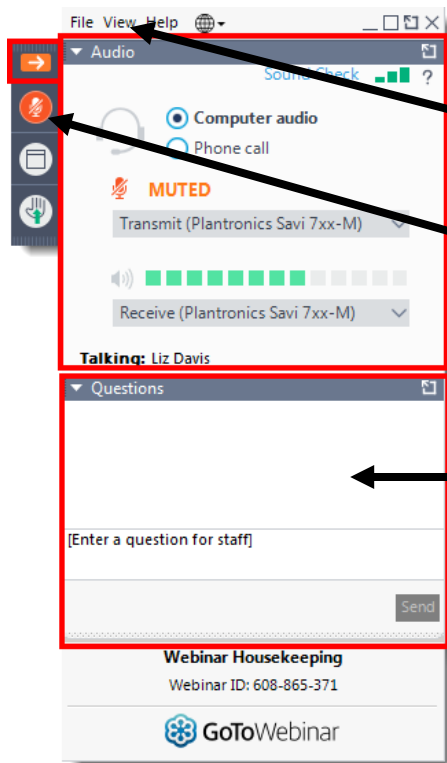 File View Help
Audio
Sound Check ?
Computer audio
Phone call
MUTED
Transmit (Plantronics Savi 7xx-M)
Receive (Plantronics Savi 7xx-M)
Talking: Liz Davis
Questions
[Enter a question for staff]
Send
Webinar Housekeeping
Webinar ID: 608-865-371
GoToWebinar